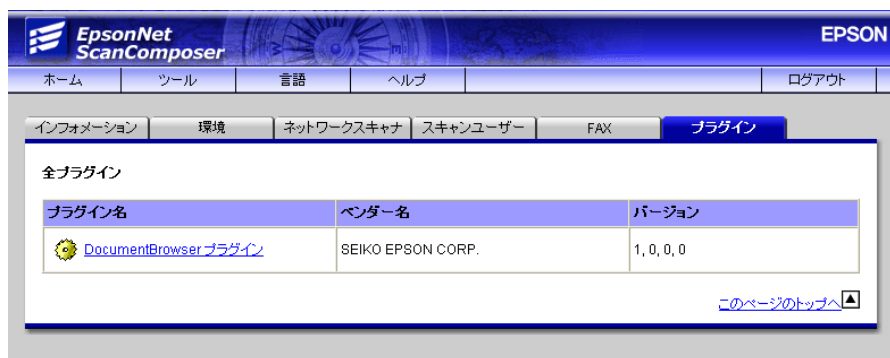 EpsonNet
ScanComposer
EPSON
ホーム ツール 言語 ヘルプ ログアウト
インフォメーション 環境 ネットワークスキャナ スキャンユーザー FAX プラグイン
全プラグイン
プラグイン名 ベンダー名 バージョン
DocumentBrowser プラグイン SEIKO EPSON CORP. 1, 0, 0, 0
このページのトップへ